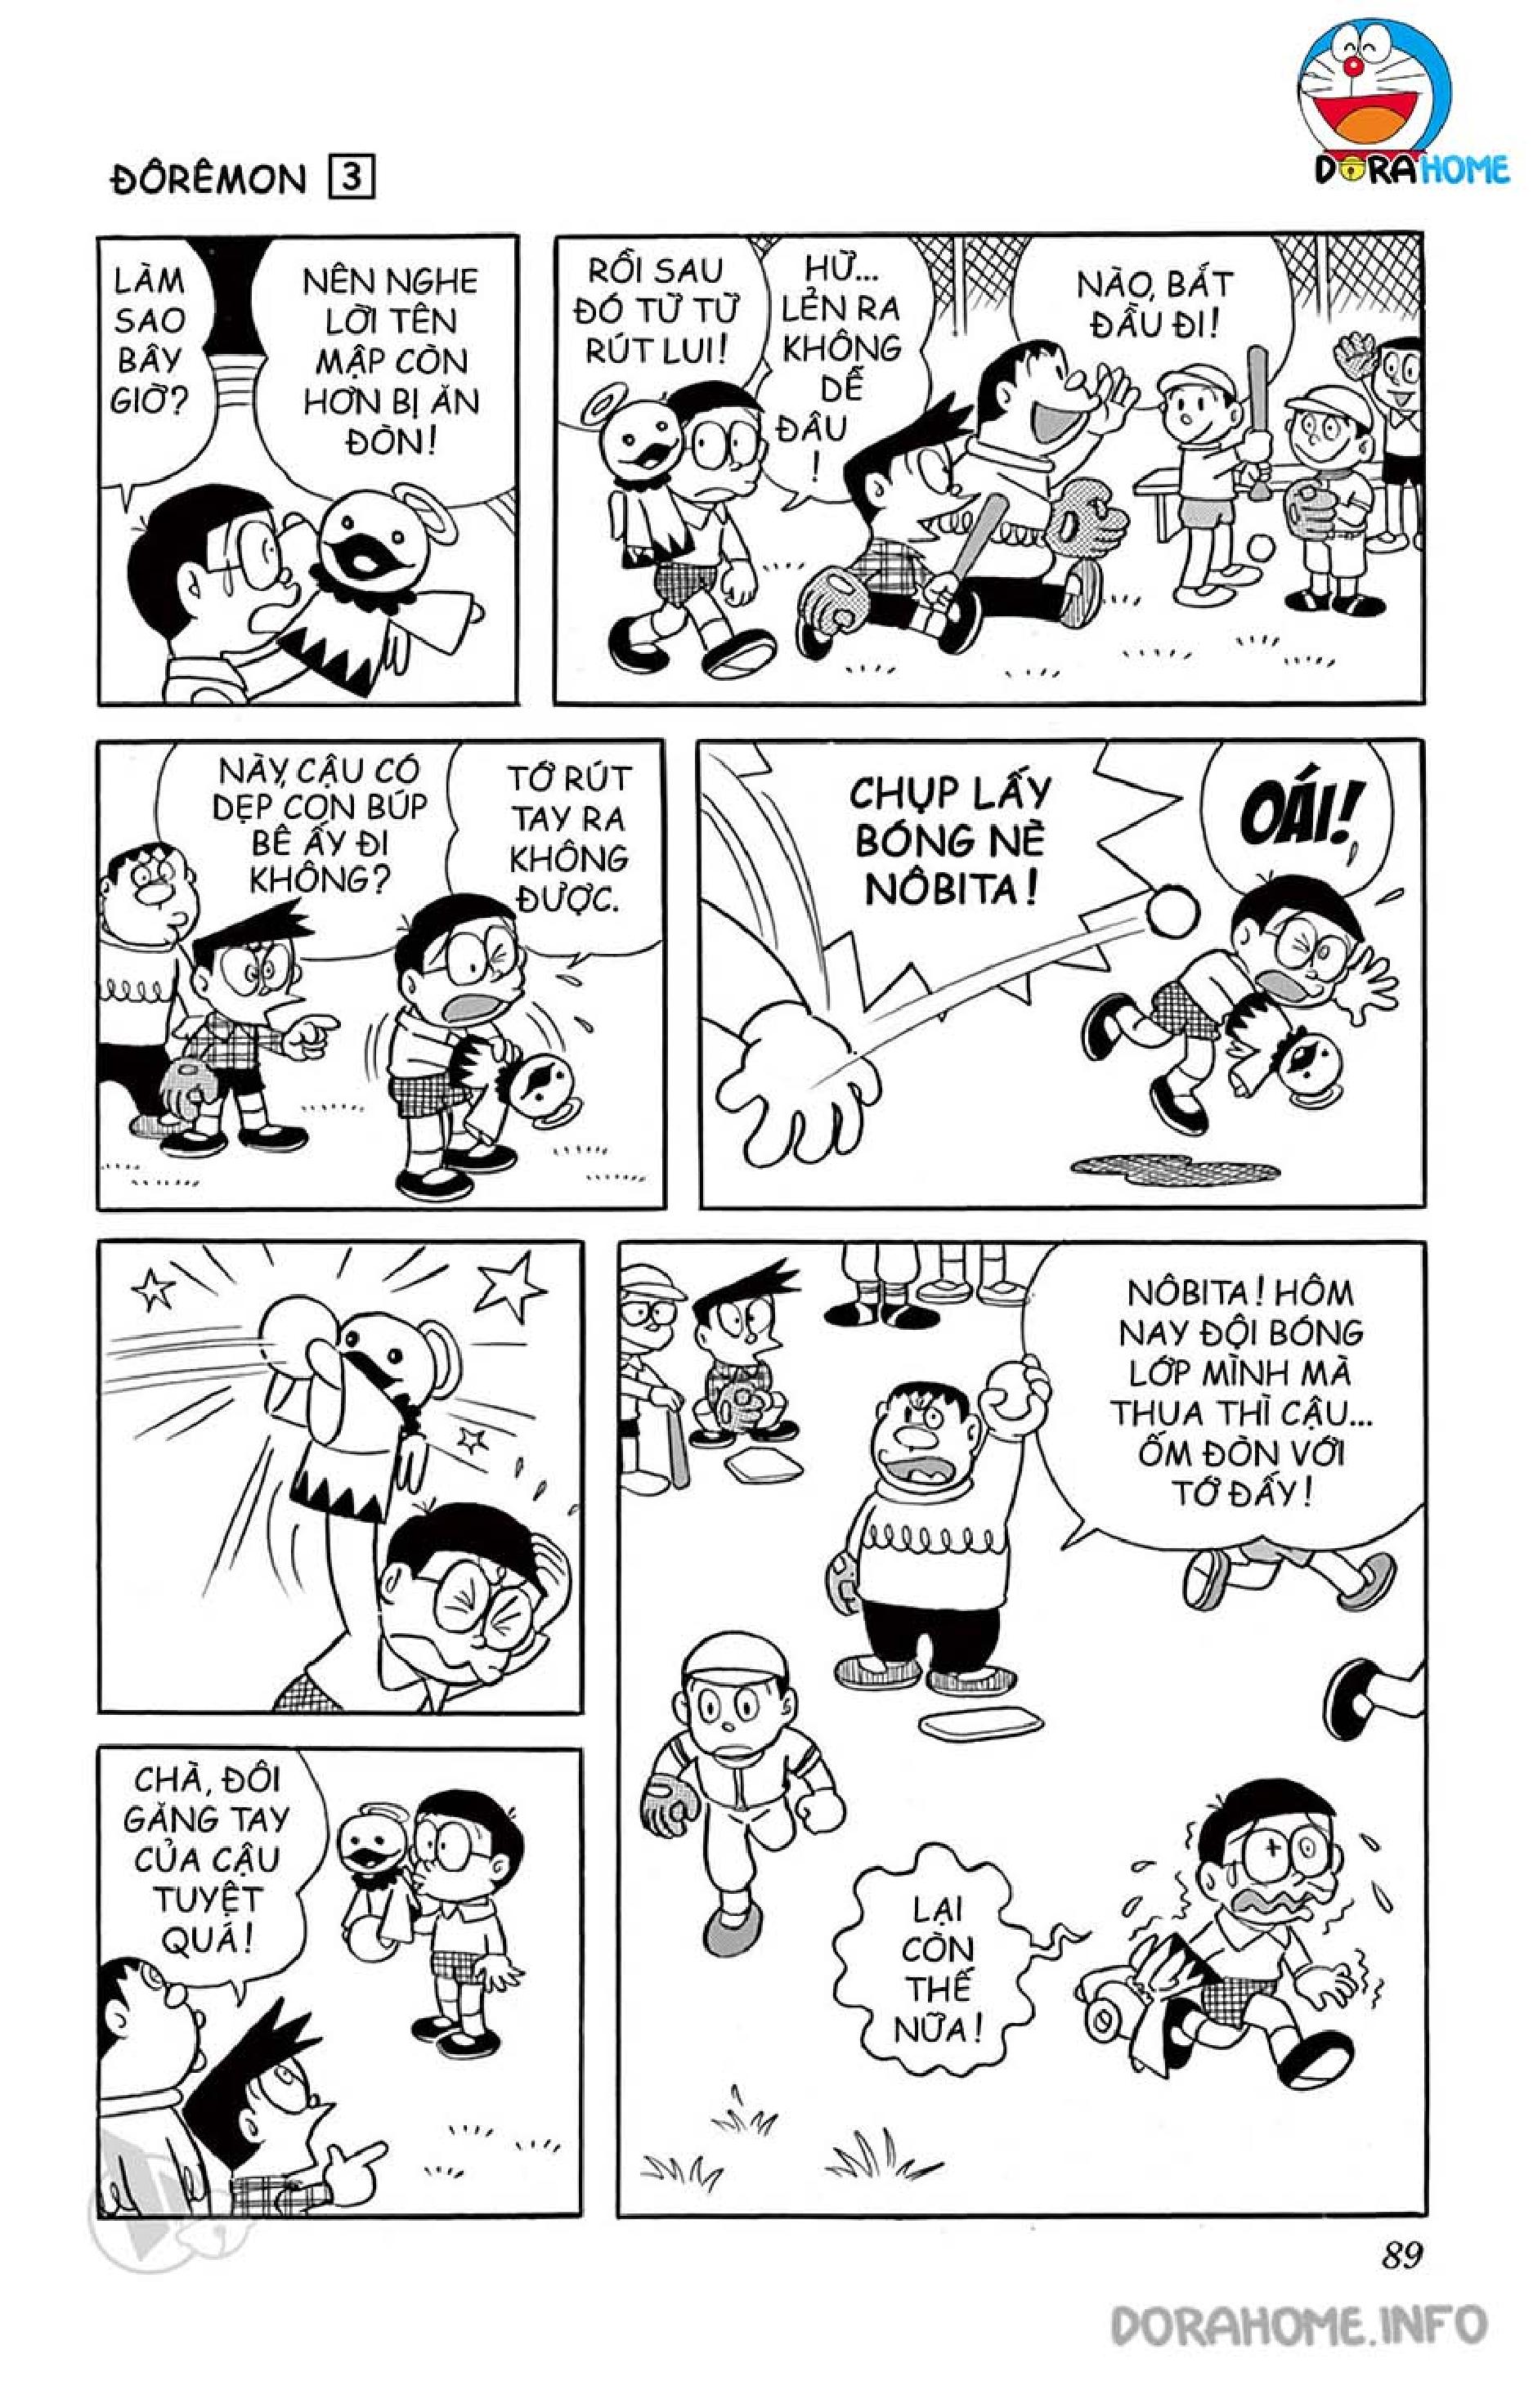 DORAHOME
ĐÔRÊMON 3
LÀM
SAO
BÂY
GIỜ?
NÊN NGHE
LỜI TÊN
MẬP CÒN
HƠN BỊ ĂN
ĐÒN!
RỒI SAU
ĐÓ TỪ TỪ
RÚT LUI!
HỪ...
LẺN RA
KHÔNG
DỄ
ĐÂU
!
NÀO, BẮT
ĐẦU ĐI!
NÀY, CẬU CÓ
DẸP CON BÚP
BÊ ẤY ĐI
KHÔNG?
TỚ RÚT
TAY RA
KHÔNG
ĐƯỢC.
CHỤP LẤY
BÓNG NÈ
NÔBITA!
OÁI!
NÔBITA! HÔM
NAY ĐỘI BÓNG
LỚP MÌNH MÀ
THUA THÌ CẬU...
ỐM ĐÒN VỚI
TỚ ĐẤY!
CHÀ, ĐÔI
GĂNG TAY
CỦA CẬU
TUYỆT
QUÁ!
LẠI
CÒN
THẾ
NỮA!
89
DORAHOME.INFO